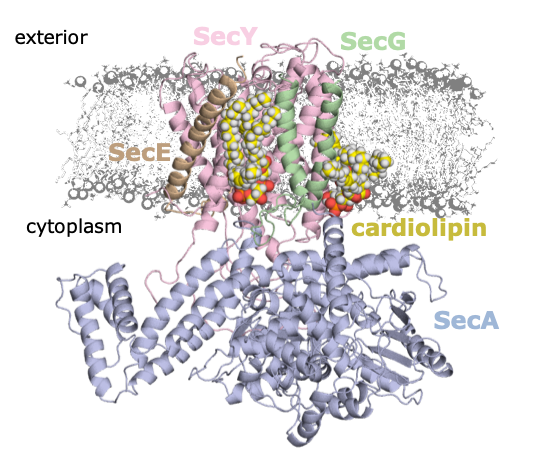 exterior
SecY
SecG
SecE
cytoplasm
cardiolipin
SecA